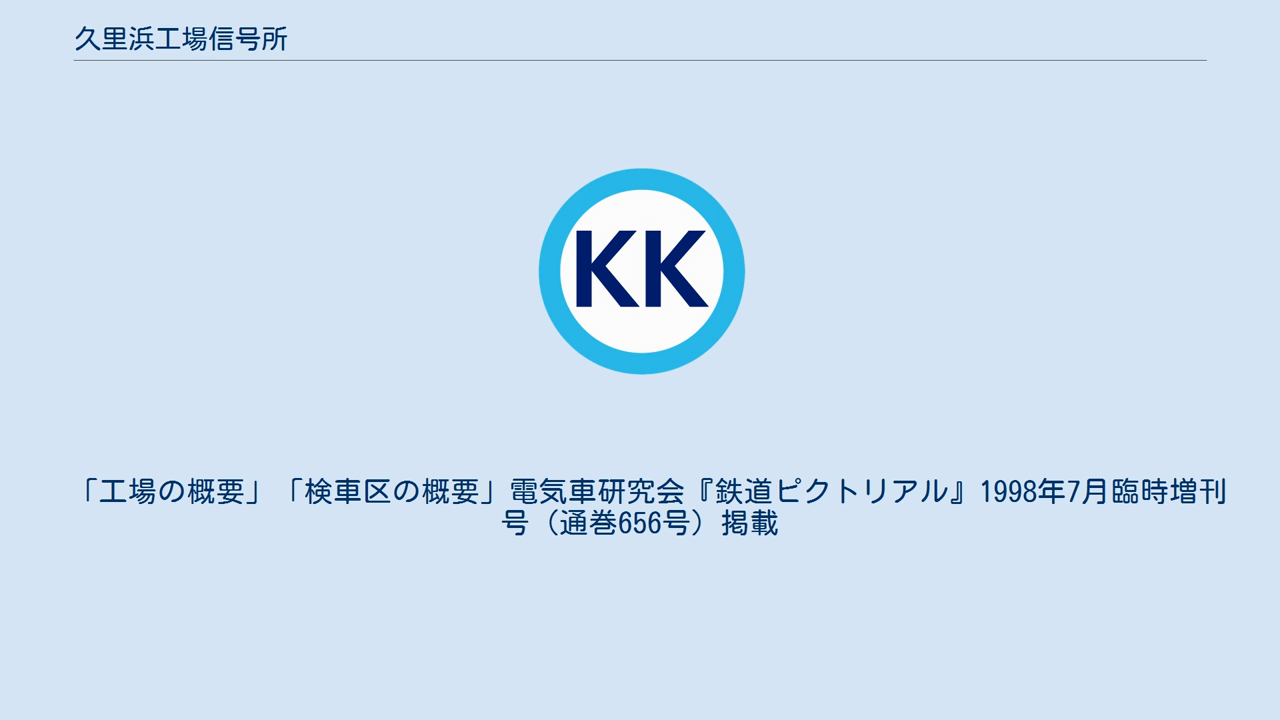 久里浜工場信号所
KK
「工場の概要」「検車区の概要」電気車研究会『鉄道ピクトリアル』1998年7月臨時増刊
号（通巻656号）掲載